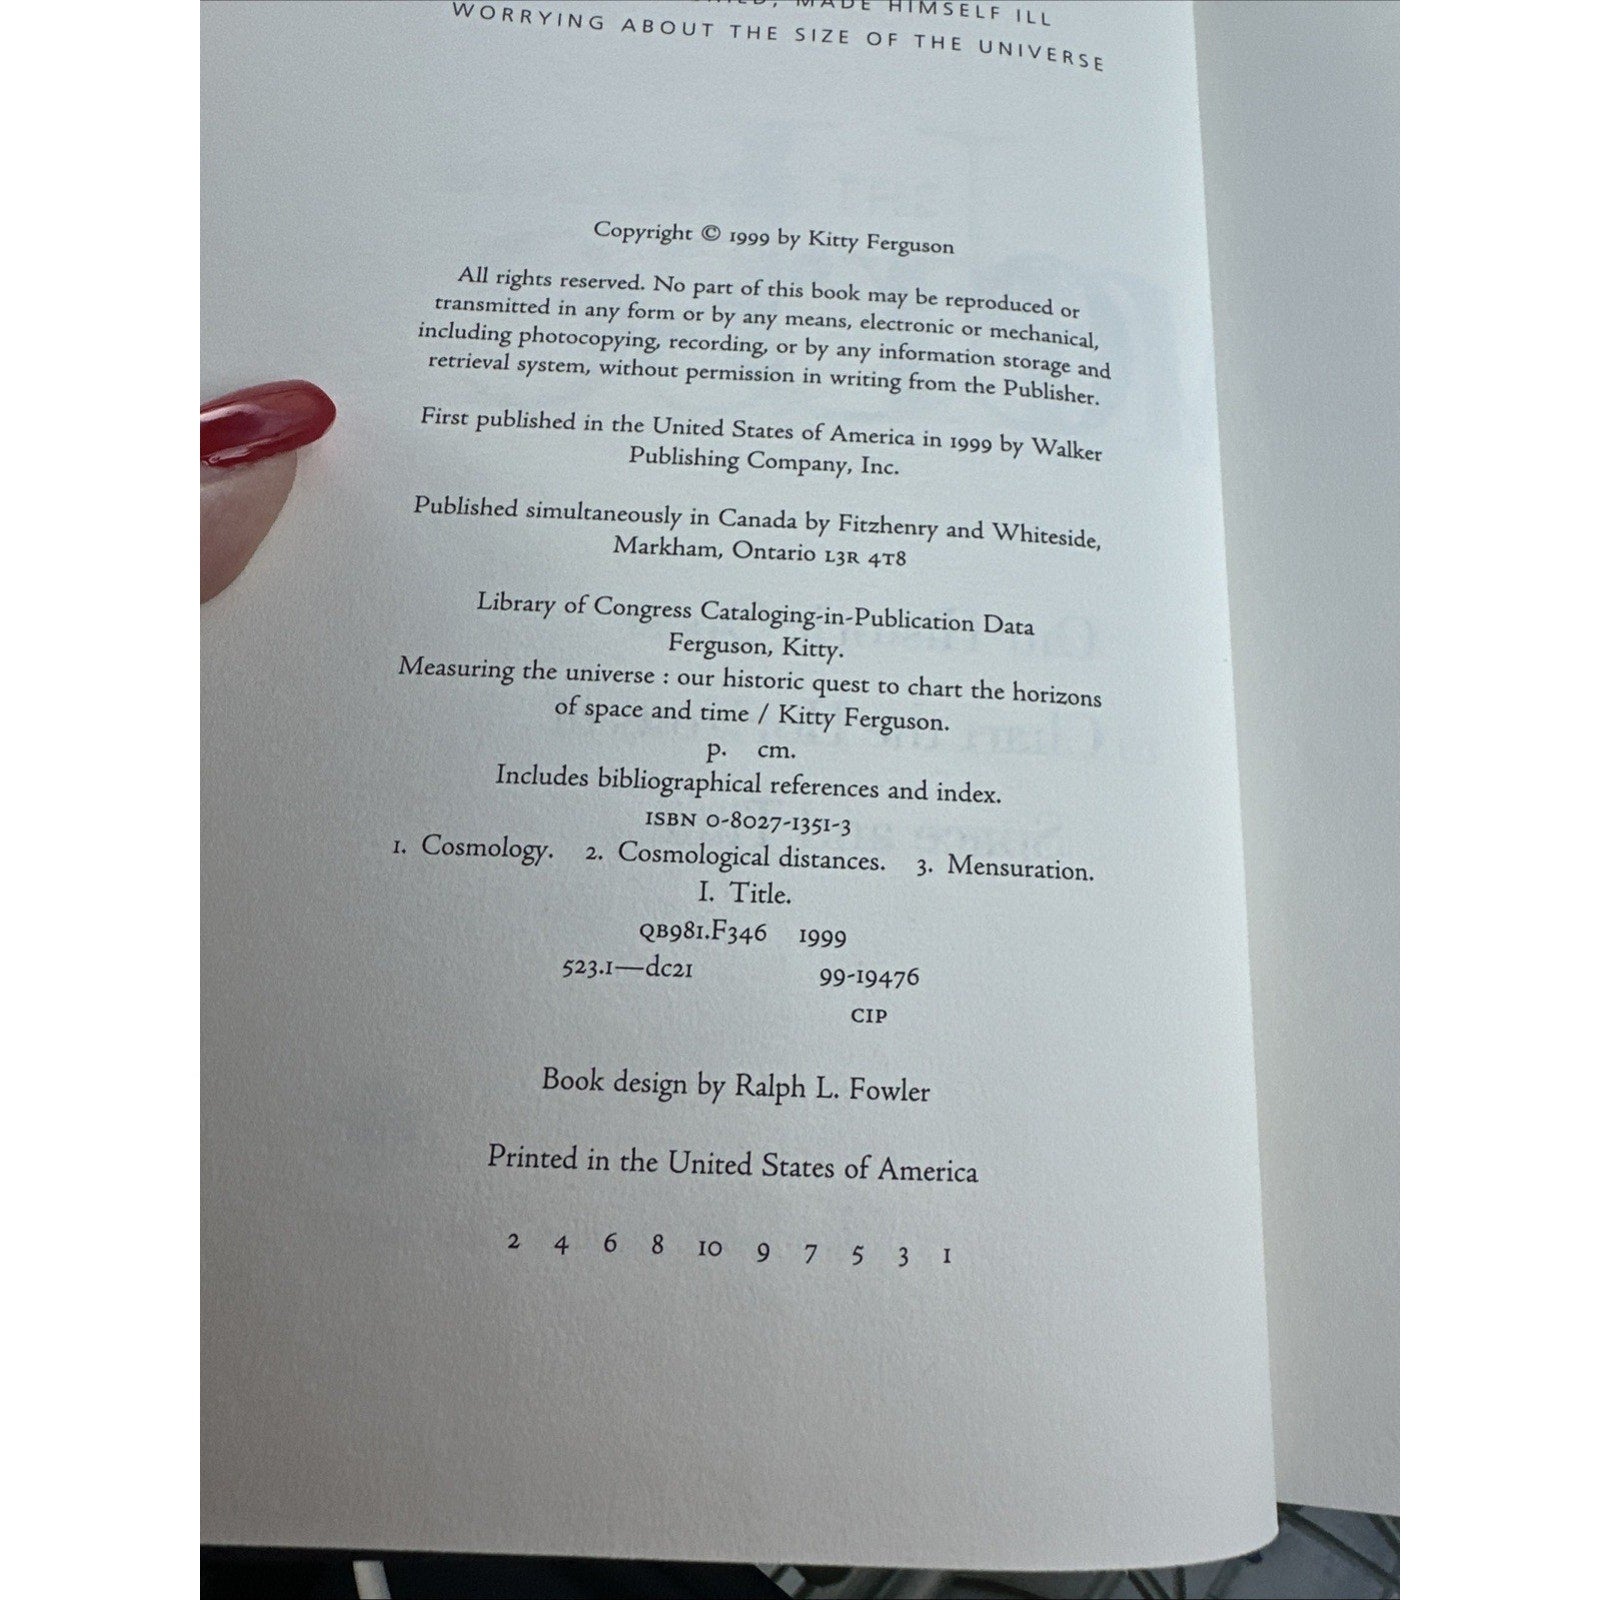 MADE HIMSELF ILL
WORRYING ABOUT THE SIZE OF THE UNIVERSE
Copyright © 1999 by Kitty Ferguson
All rights reserved. No part of this book may be reproduced or
transmitted in any form or by any means, electronic or mechanical,
including photocopying, recording, or by any information storage and
retrieval system, without permission in writing from the Publisher.
First published in the United States of America in 1999 by Walker
Publishing Company, Inc.
Published simultaneously in Canada by Fitzhenry and Whiteside,
Markham, Ontario L3R 4T8
Library of Congress Cataloging-in-Publication Data
Ferguson, Kitty.
Measuring the universe : our historic quest to chart the horizons
of space and time / Kitty Ferguson.
p. cm.
Includes bibliographical references and index.
ISBN 0-8027-1351-3
1. Cosmology. 2. Cosmological distances. 3. Mensuration.
I. Title.
QB981.F346 1999
523.1—dc21 99-19476
CIP
Book design by Ralph L. Fowler
Printed in the United States of America
2 4 6 8 10 9 7 5 3 1